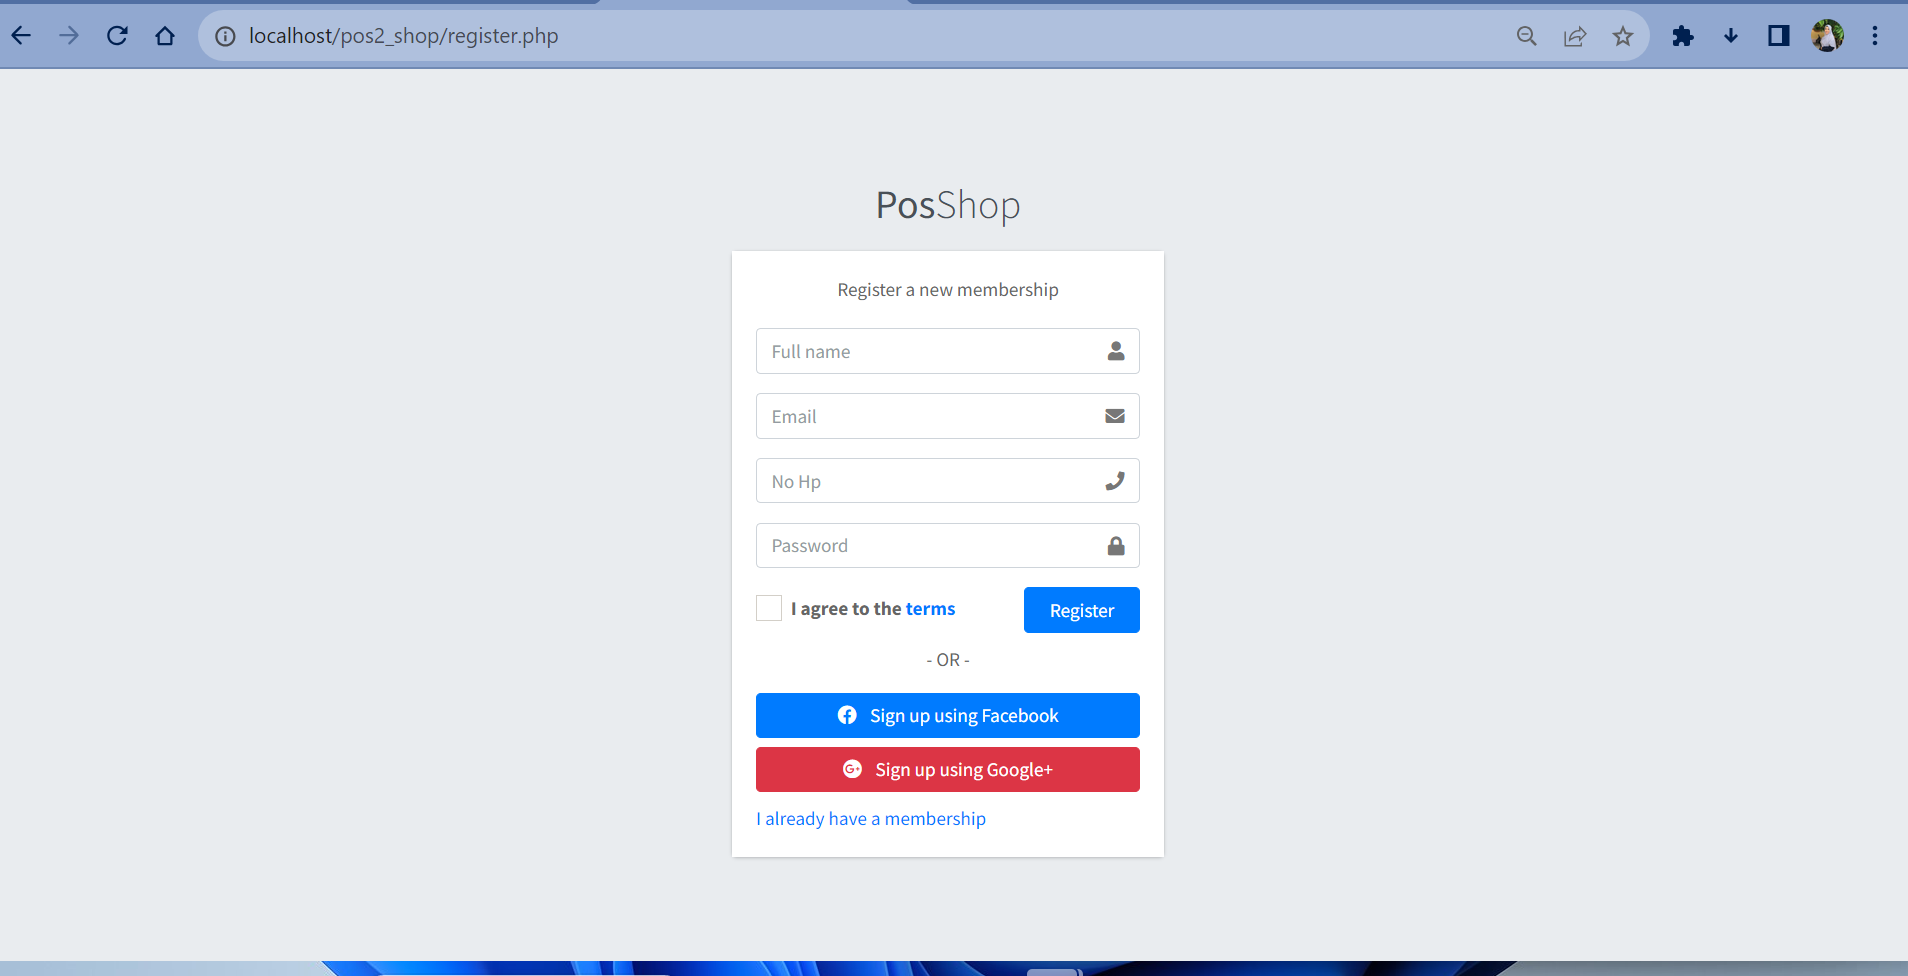 localhost/pos2_shop/register.php
PosShop
Register a new membership
Full name
Email
No Hp
Password
I agree to the terms
Register
- OR -
Sign up using Facebook
G+ Sign up using Google+
I already have a membership